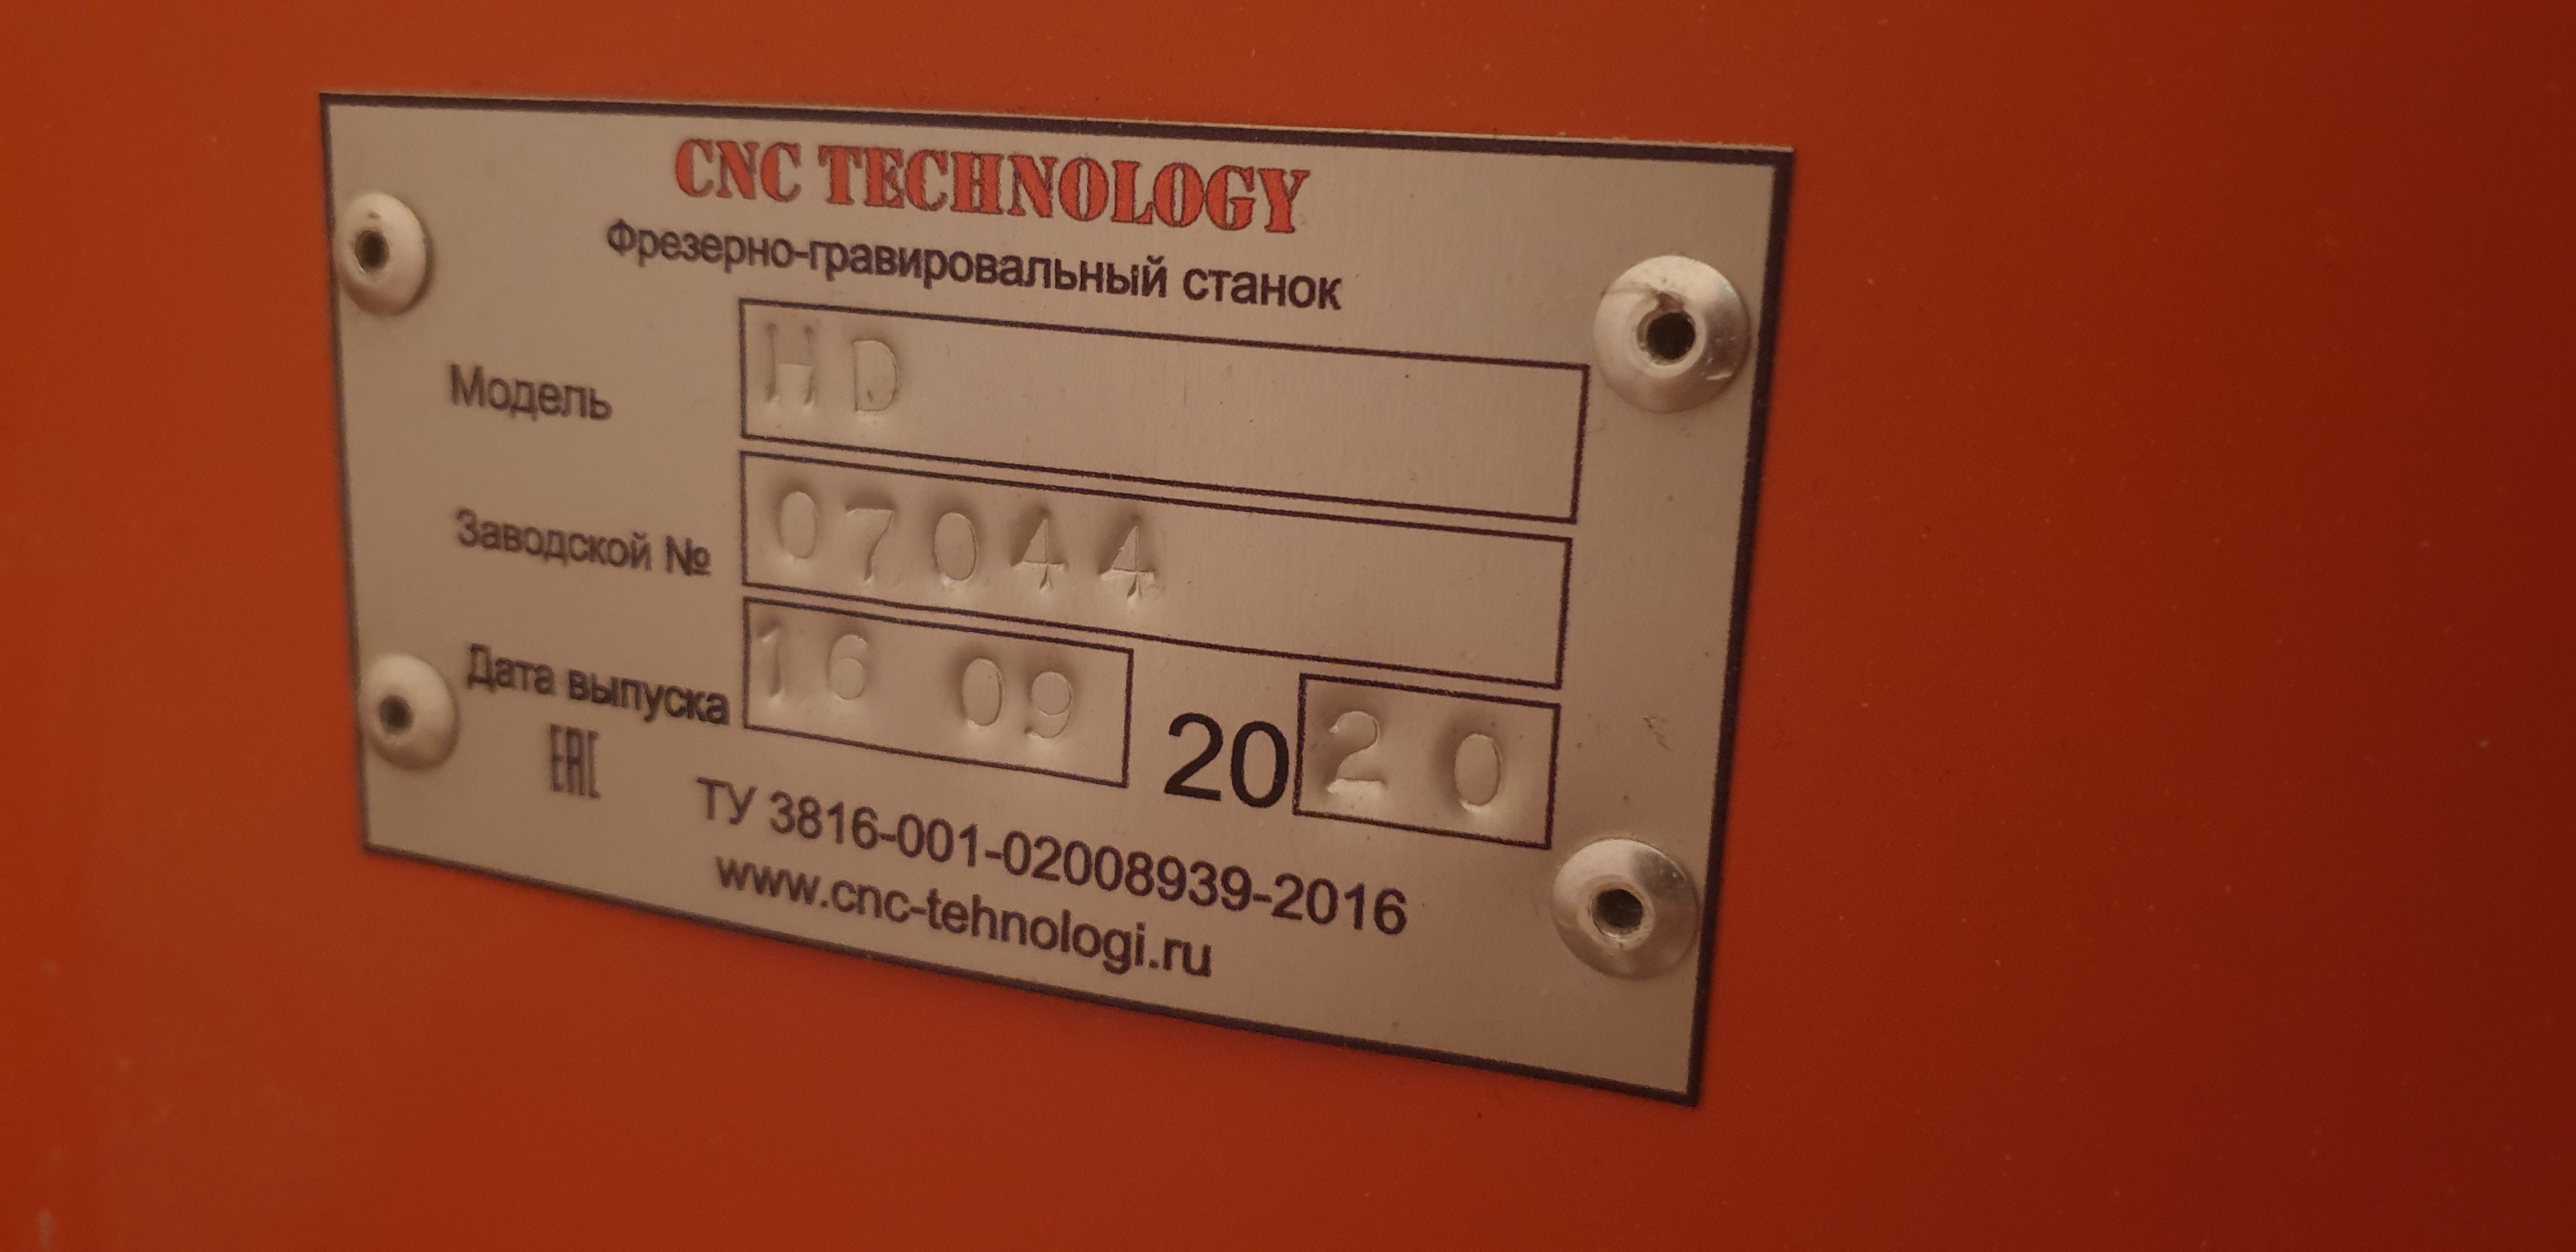 CNC TECHNOLOGY
Фрезерно-гравировальный станок
Модель HD
Заводской № 07044
Дата выпуска 16 09 2020
EAC
ТУ 3816-001-02008939-2016
www.cnc-tehnologi.ru